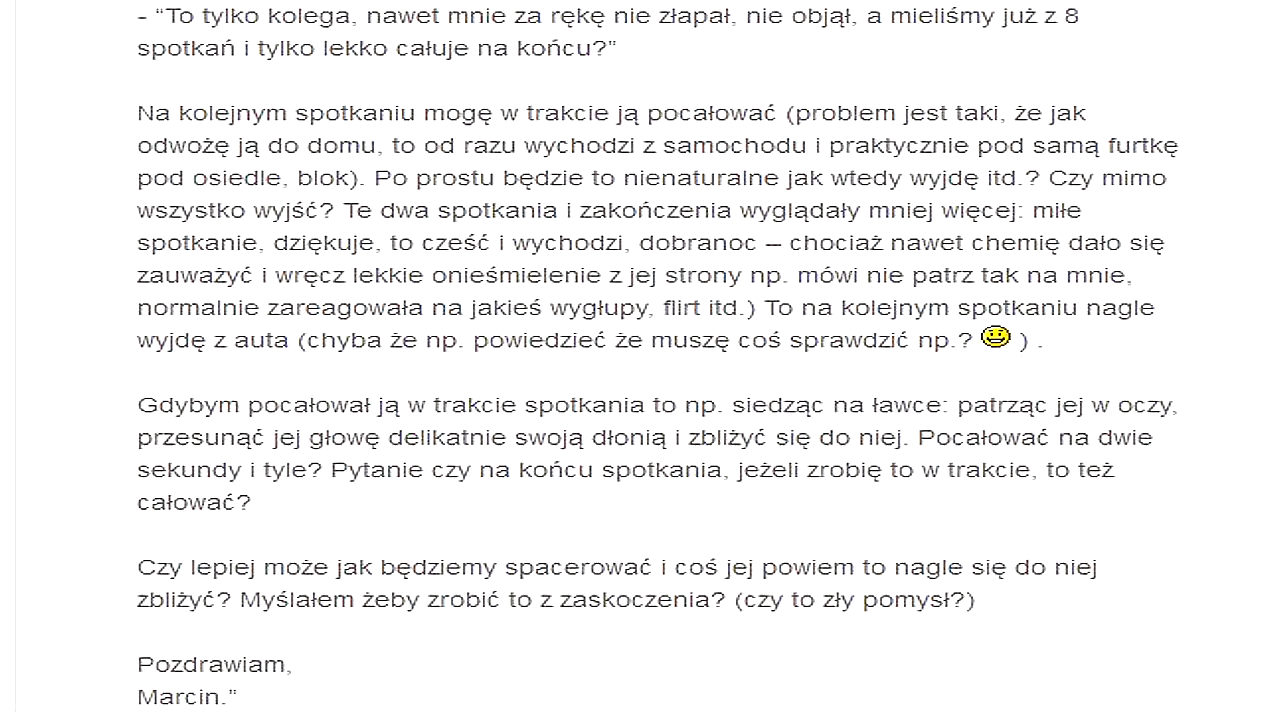 - “To tylko kolega, nawet mnie za rękę nie złapał, nie objął, a mieliśmy już z 8
spotkań i tylko lekko całuje na końcu?”
Na kolejnym spotkaniu mogę w trakcie ją pocałować (problem jest taki, że jak
odwożę ją do domu, to od razu wychodzi z samochodu i praktycznie pod samą furtkę
pod osiedle, blok). Po prostu będzie to nienaturalne jak wtedy wyjdę itd.? Czy mimo
wszystko wyjść? Te dwa spotkania i zakończenia wyglądały mniej więcej: miłe
spotkanie, dziękuje, to cześć i wychodzi, dobranoc – chociaż nawet chemię dało się
zauważyć i wręcz lekkie onieśmielenie z jej strony np. mówi nie patrz tak na mnie,
normalnie zareagowała na jakieś wygłupy, flirt itd.) To na kolejnym spotkaniu nagle
wyjdę z auta (chyba że np. powiedzieć że muszę coś sprawdzić np.? ) .
Gdybym pocałował ją w trakcie spotkania to np. siedząc na ławce: patrząc jej w oczy,
przesunąć jej głowę delikatnie swoją dłonią i zbliżyć się do niej. Pocałować na dwie
sekundy i tyle? Pytanie czy na końcu spotkania, jeżeli zrobię to w trakcie, to też
całować?
Czy lepiej może jak będziemy spacerować i coś jej powiem to nagle się do niej
zbliżyć? Myślałem żeby zrobić to z zaskoczenia? (czy to zły pomysł?)
Pozdrawiam,
Marcin.”